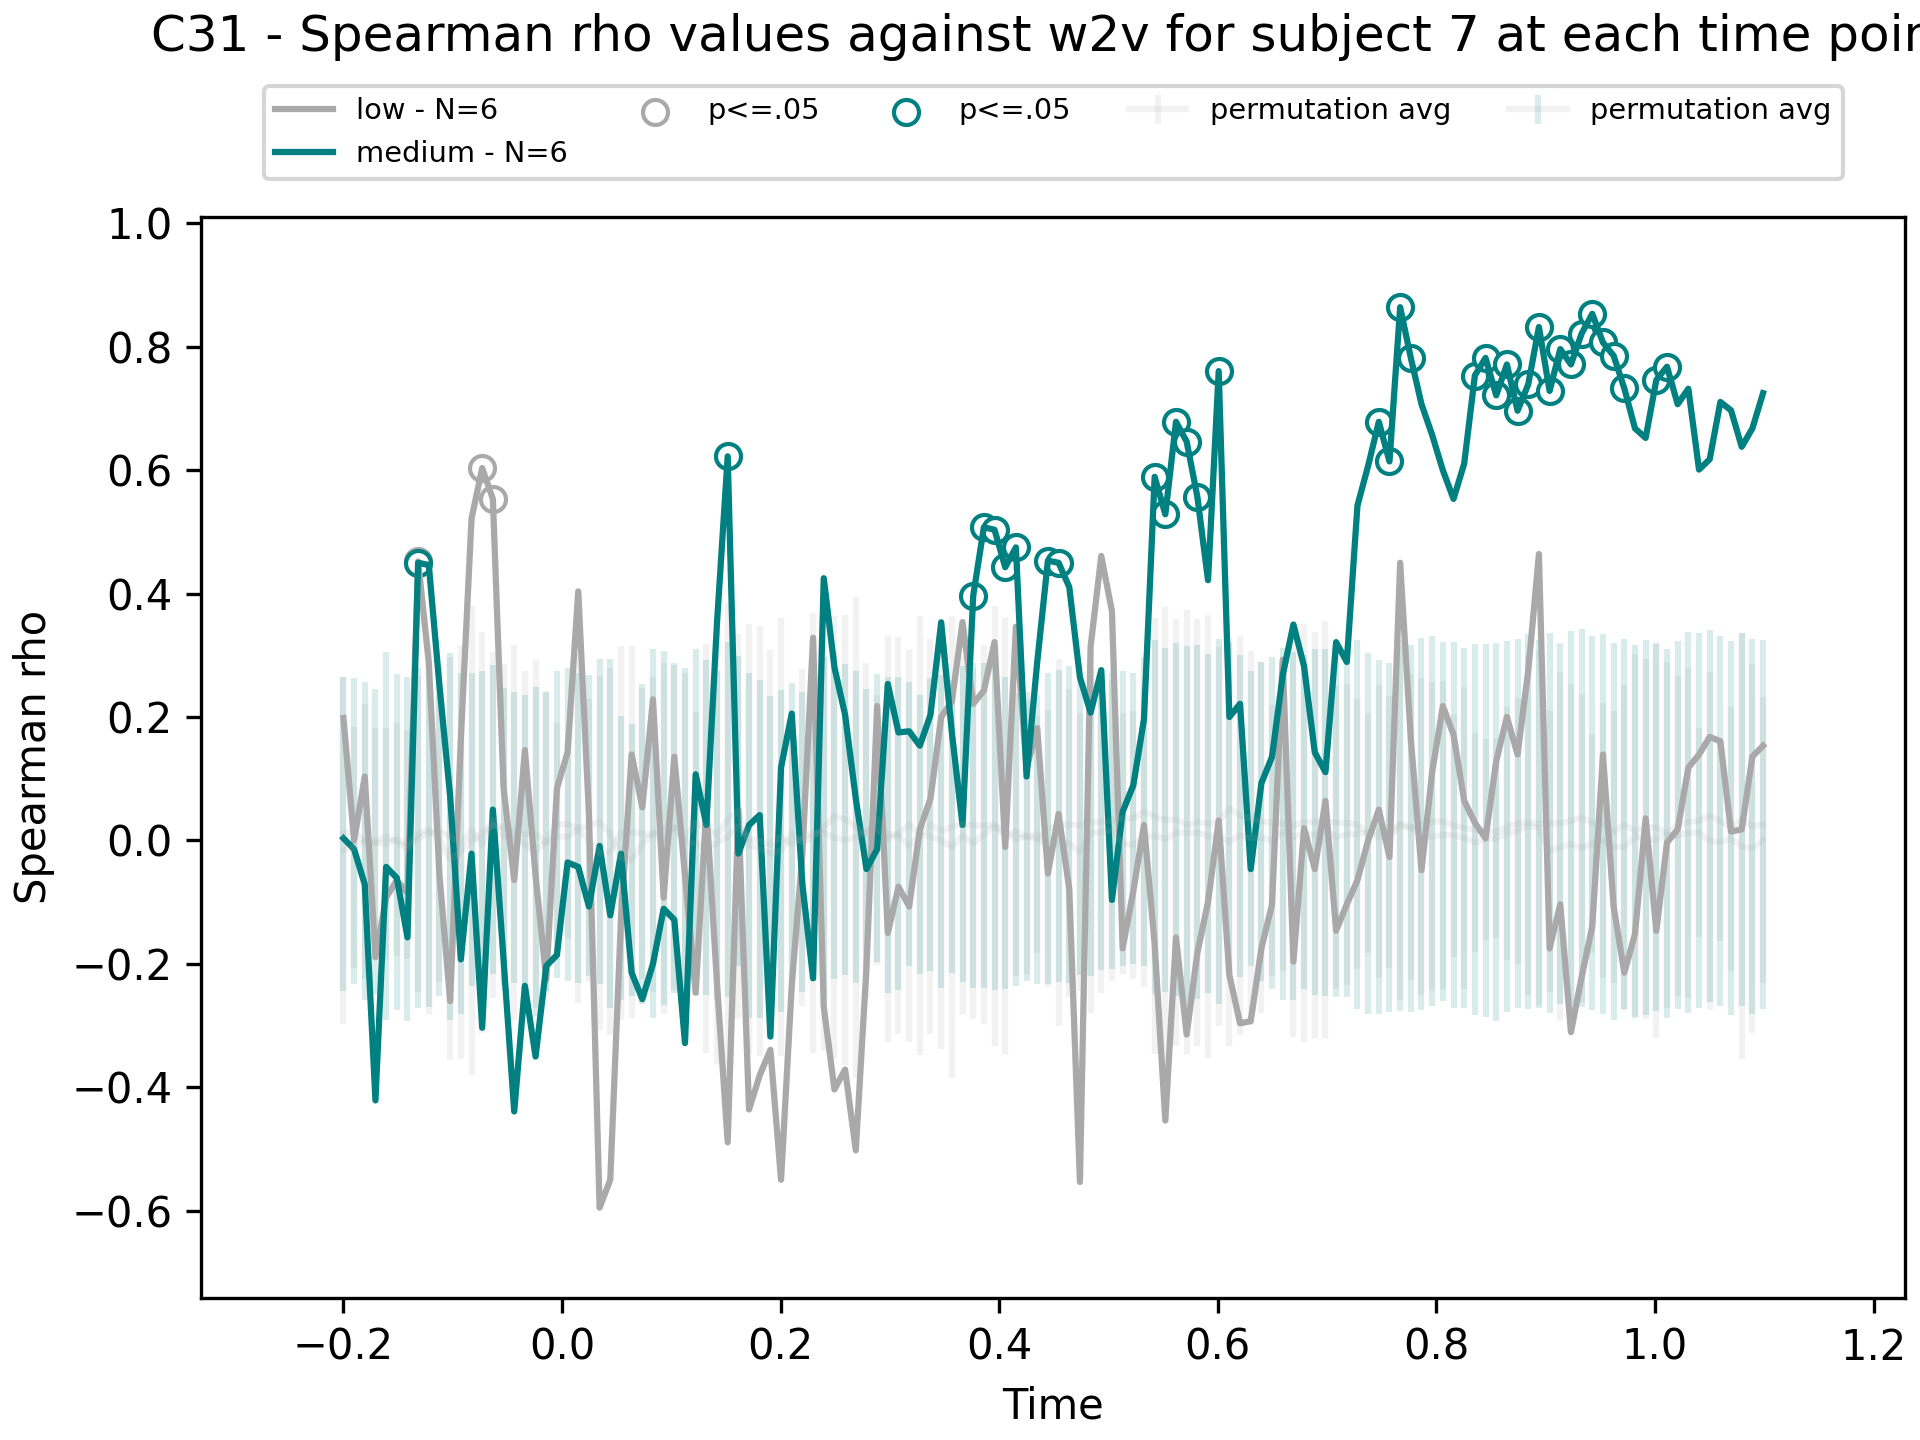 C31 - Spearman rho values against w2v for subject 7 at each time poin
low - N=6
medium - N=6
p<=.05
p<=.05
permutation avg
permutation avg
1.0
0.8
0.6
0.4
0.2
0.0
−0.2
−0.4
−0.6
Spearman rho
−0.2 0.0 0.2 0.4 0.6 0.8 1.0 1.2
Time